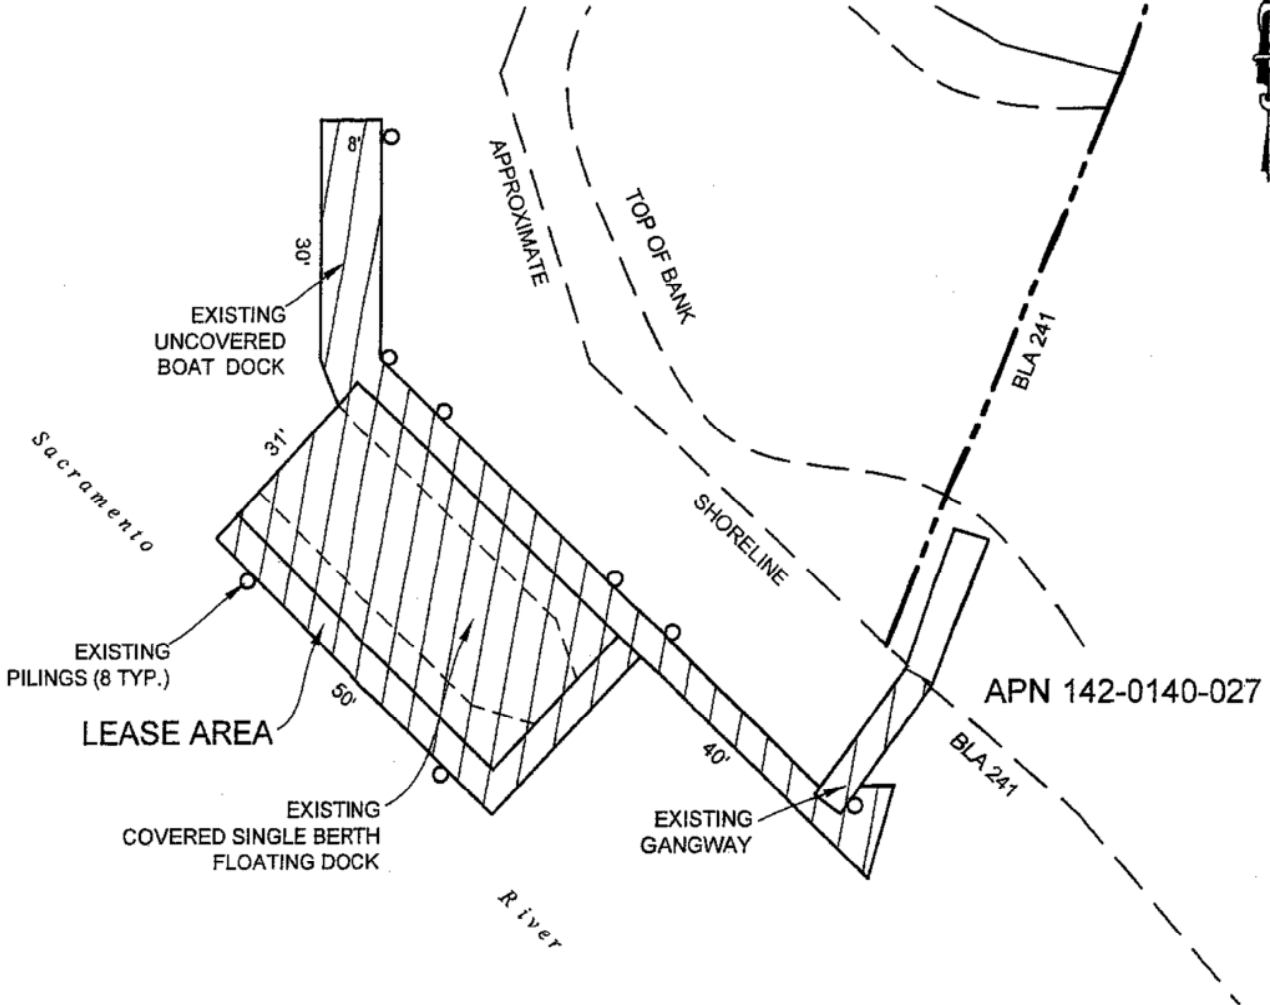 8'
APPROXIMATE
TOP OF BANK
30'
EXISTING
UNCOVERED
BOAT DOCK
BLA 241
31'
Sacramento
SHORELINE
EXISTING
PILINGS (8 TYP.)
50'
LEASE AREA
APN 142-0140-027
40'
BLA 241
EXISTING
COVERED SINGLE BERTH
FLOATING DOCK
EXISTING
GANGWAY
River